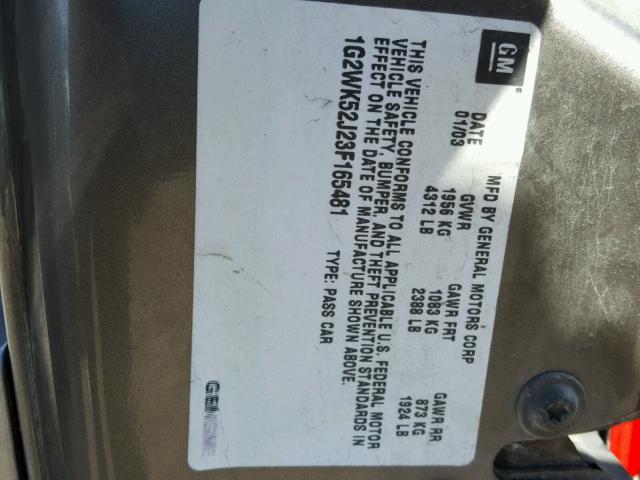 GM
MFD BY GENERAL MOTORS CORP
DATE GVWR GAWR FRT GAWR RR
01/03 1956 KG 1083 KG 873 KG
4312 LB 2388 LB 1924 LB
THIS VEHICLE CONFORMS TO ALL APPLICABLE U.S. FEDERAL MOTOR
VEHICLE SAFETY, BUMPER, AND THEFT PREVENTION STANDARDS IN
EFFECT ON THE DATE OF MANUFACTURE SHOWN ABOVE.
1G2WK52J23F165481 TYPE: PASS CAR